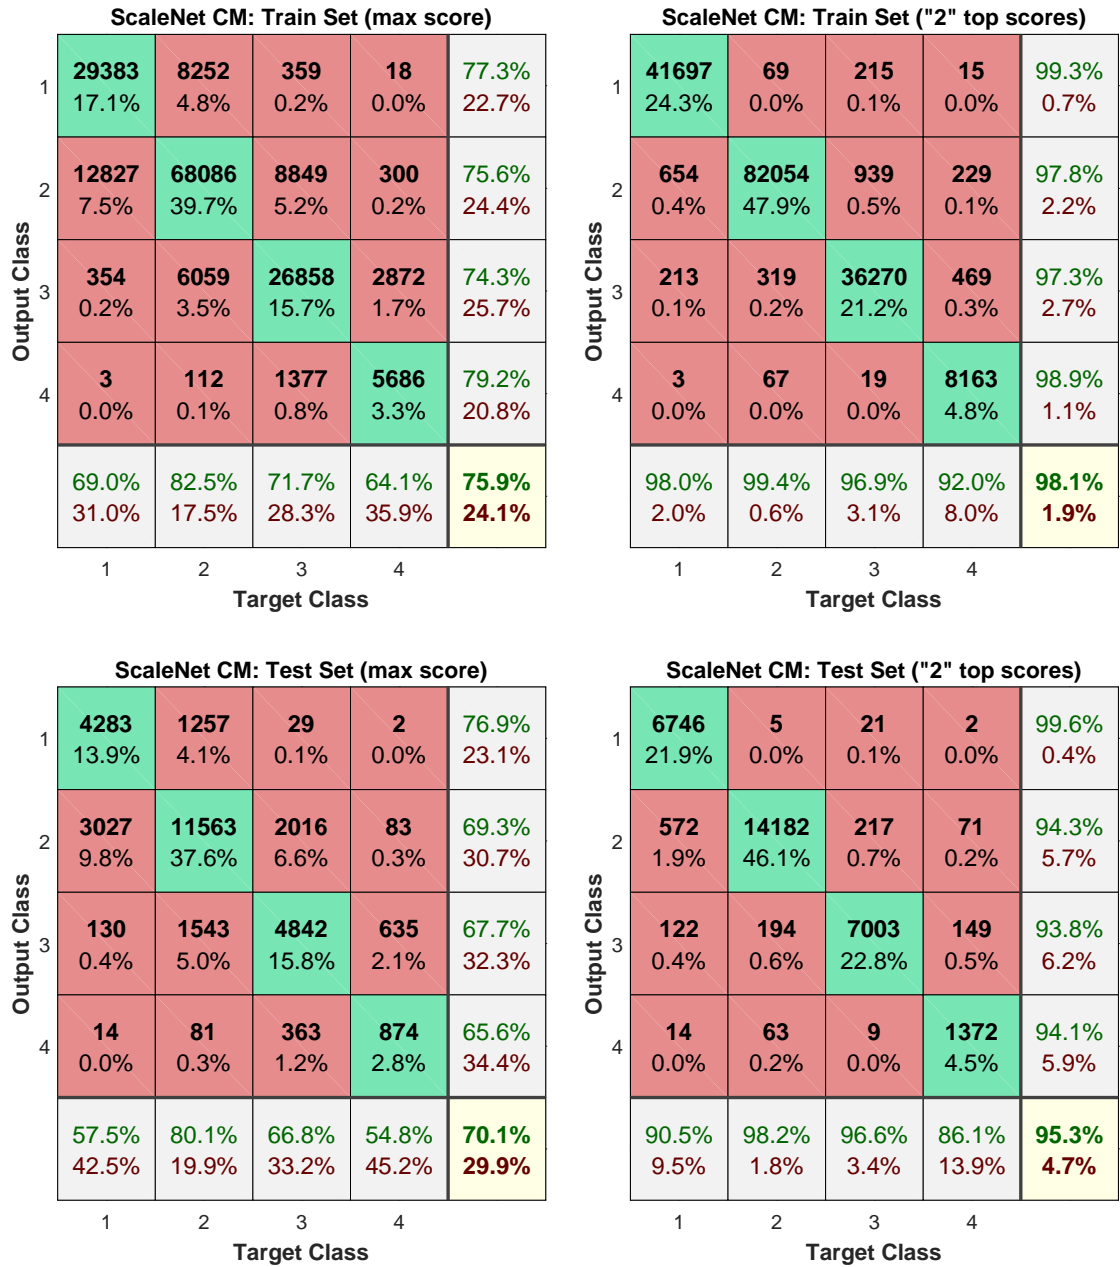 ScaleNet CM: Train Set (max score)
29383 8252 359 18 77.3%
1
17.1% 4.8% 0.2% 0.0% 22.7%
12827 68086 8849 300 75.6%
2
7.5% 39.7% 5.2% 0.2% 24.4%
354 6059 26858 2872 74.3%
3
0.2% 3.5% 15.7% 1.7% 25.7%
3 112 1377 5686 79.2%
4
0.0% 0.1% 0.8% 3.3% 20.8%
69.0% 82.5% 71.7% 64.1% 75.9%
31.0% 17.5% 28.3% 35.9% 24.1%
1 2 3 4
Target Class
Output Class
ScaleNet CM: Train Set ("2" top scores)
41697 69 215 15 99.3%
1
24.3% 0.0% 0.1% 0.0% 0.7%
654 82054 939 229 97.8%
2
0.4% 47.9% 0.5% 0.1% 2.2%
213 319 36270 469 97.3%
3
0.1% 0.2% 21.2% 0.3% 2.7%
3 67 19 8163 98.9%
4
0.0% 0.0% 0.0% 4.8% 1.1%
98.0% 99.4% 96.9% 92.0% 98.1%
2.0% 0.6% 3.1% 8.0% 1.9%
1 2 3 4
Target Class
Output Class
ScaleNet CM: Test Set (max score)
4283 1257 29 2 76.9%
1
13.9% 4.1% 0.1% 0.0% 23.1%
3027 11563 2016 83 69.3%
2
9.8% 37.6% 6.6% 0.3% 30.7%
130 1543 4842 635 67.7%
3
0.4% 5.0% 15.8% 2.1% 32.3%
14 81 363 874 65.6%
4
0.0% 0.3% 1.2% 2.8% 34.4%
57.5% 80.1% 66.8% 54.8% 70.1%
42.5% 19.9% 33.2% 45.2% 29.9%
1 2 3 4
Target Class
Output Class
ScaleNet CM: Test Set ("2" top scores)
6746 5 21 2 99.6%
1
21.9% 0.0% 0.1% 0.0% 0.4%
572 14182 217 71 94.3%
2
1.9% 46.1% 0.7% 0.2% 5.7%
122 194 7003 149 93.8%
3
0.4% 0.6% 22.8% 0.5% 6.2%
14 63 9 1372 94.1%
4
0.0% 0.2% 0.0% 4.5% 5.9%
90.5% 98.2% 96.6% 86.1% 95.3%
9.5% 1.8% 3.4% 13.9% 4.7%
1 2 3 4
Target Class
Output Class